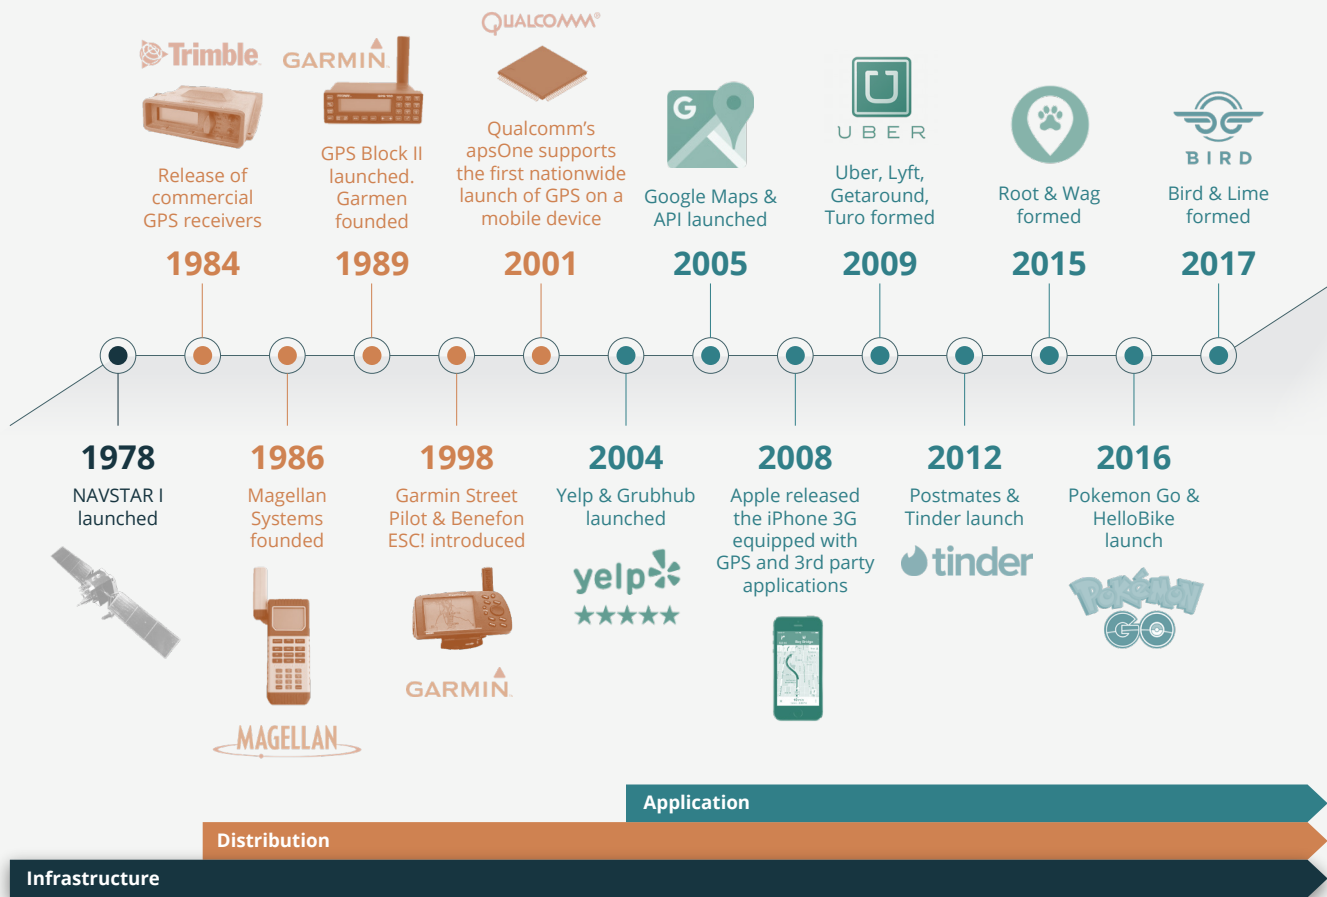 QUALCOMM®
Trimble
GARMIN
Release of
commercial
GPS receivers
1984
GPS Block II
launched.
Garmen
founded
1989
Qualcomm's
apsOne supports
the first nationwide
launch of GPS on a
mobile device
2001
G
Google Maps &
API launched
2005
U
UBER
Uber, Lyft,
Getaround,
Turo formed
2009
Root & Wag
formed
2015
BIRD
Bird & Lime
formed
2017
1978
NAVSTAR I
launched
1986
Magellan
Systems
founded
MAGELLAN
1998
Garmin Street
Pilot & Benefon
ESC! introduced
GARMIN
2004
Yelp & Grubhub
launched
yelp
2008
Apple released
the iPhone 3G
equipped with
GPS and 3rd party
applications
2012
Postmates &
Tinder launch
tinder
2016
Pokemon Go &
HelloBike
launch
POKÉMON
GO
Application
Distribution
Infrastructure